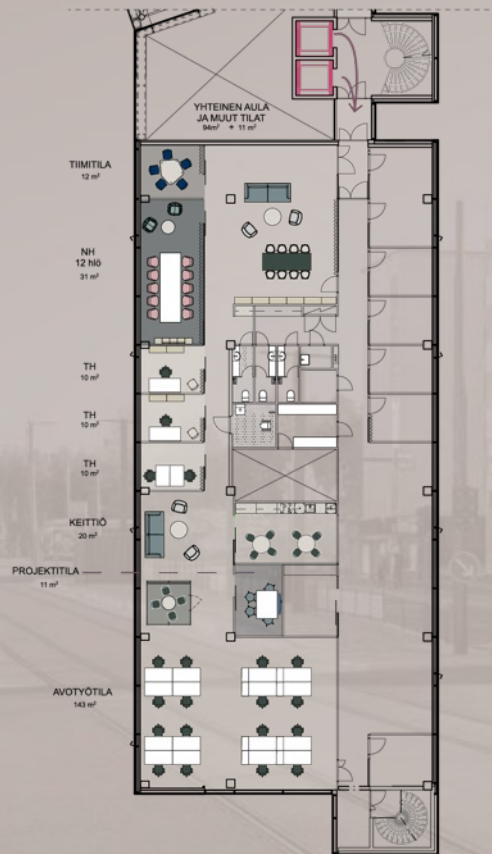 YHTEINEN AULA
JA MUUT TILAT
94m² + 11 m²
TIIMITILA
12 m²
NH
12 hlö
31 m²
TH
10 m²
TH
10 m²
TH
10 m²
KEITTIÖ
20 m²
PROJEKTITILA
11 m²
AVOTYÖTILA
143 m²